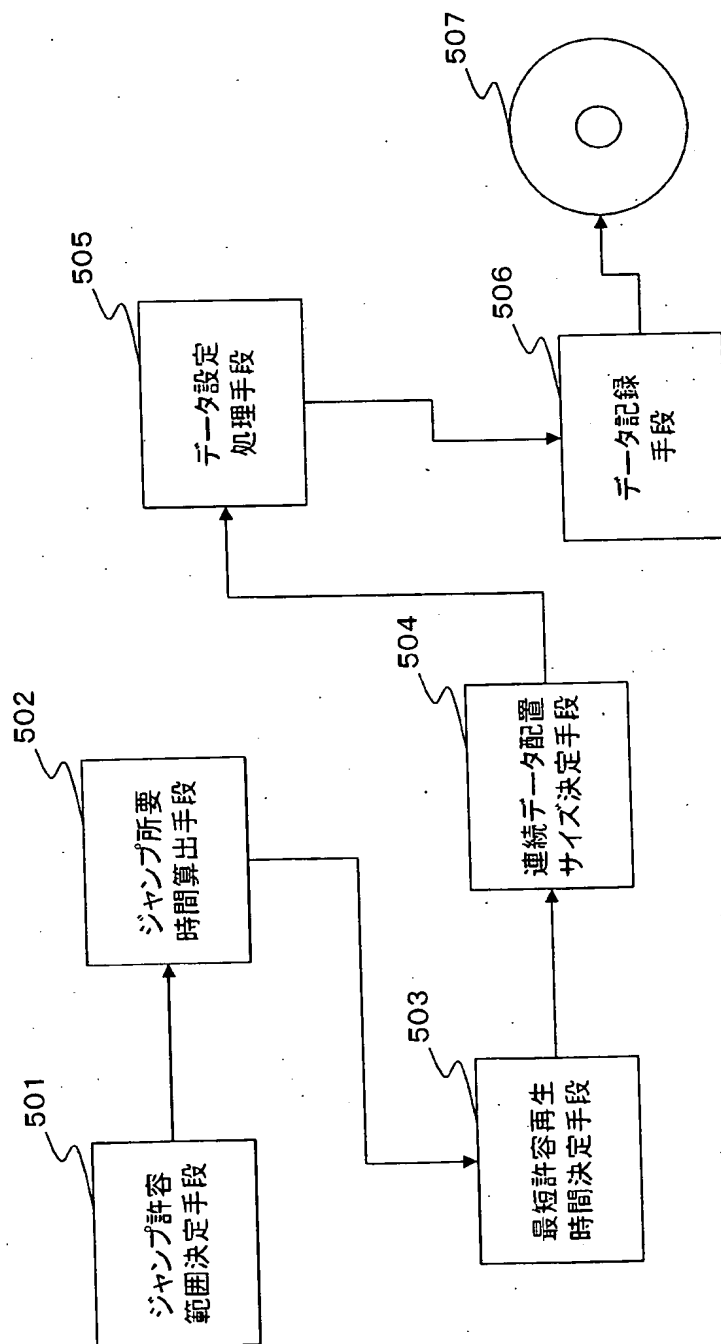 501
ジャンプ許容
範囲決定手段
502
ジャンプ所要
時間算出手段
503
最短許容再生
時間決定手段
504
連続データ配置
サイズ決定手段
505
データ設定
処理手段
506
データ記録
手段
507